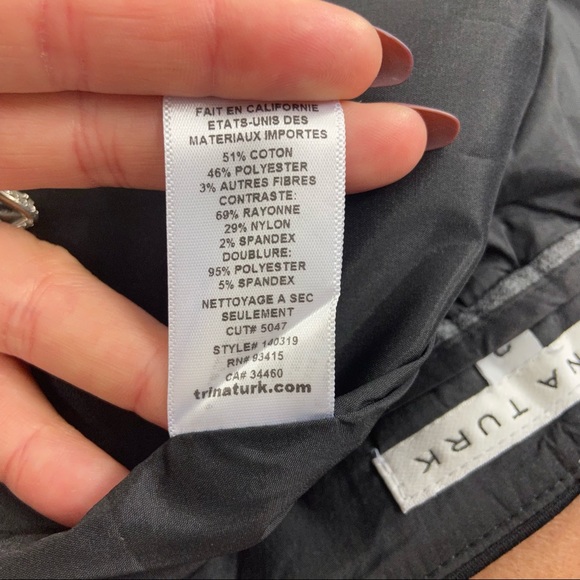 FAIT EN CALIFORNIE
ETATS-UNIS DES
MATERIAUX IMPORTES
51% COTON
46% POLYESTER
3% AUTRES FIBRES
CONTRASTE:
69% RAYONNE
29% NYLON
2% SPANDEX
DOUBLURE:
95% POLYESTER
5% SPANDEX
NETTOYAGE A SEC
SEULEMENT
CUT# 5047
STYLE# 140319
RN# 93415
CA# 34460
trinaturk.com
NA TURK